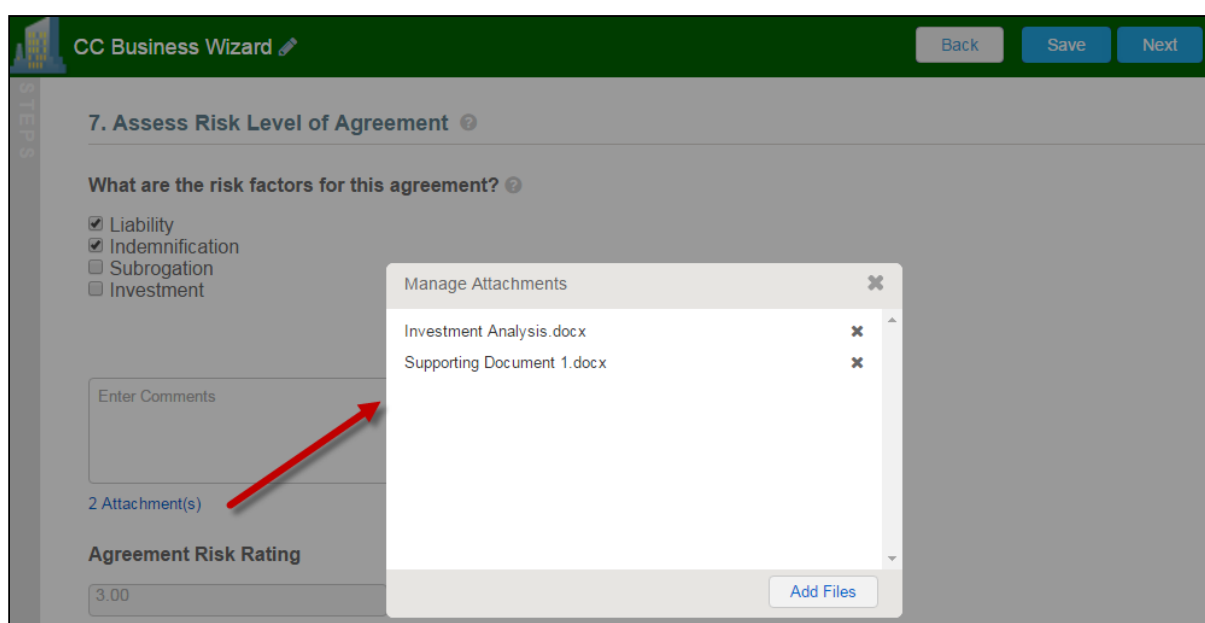 CC Business Wizard
Back
Save
Next
STEPS
7. Assess Risk Level of Agreement
What are the risk factors for this agreement?
Liability
Indemnification
Subrogation
Investment
Manage Attachments
Investment Analysis.docx
Supporting Document 1.docx
Enter Comments
2 Attachment(s)
Agreement Risk Rating
3.00
Add Files